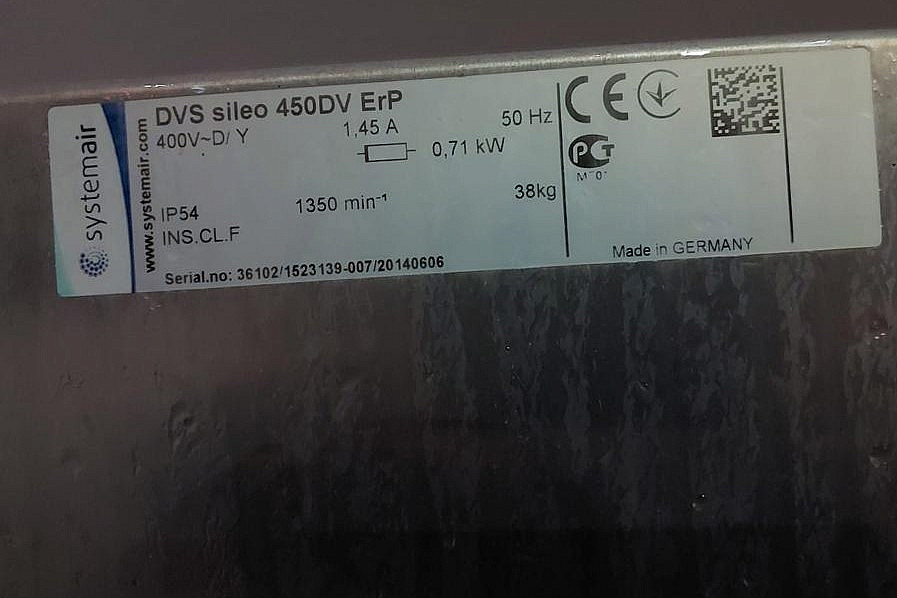 systemair
www.systemair.com
DVS sileo 450DV ErP
400V~D/ Y 1,45 A 50 Hz
0,71 kW
IP54 1350 min⁻¹ 38kg
INS.CL.F
Serial.no: 36102/1523139-007/20140606
CE
Made in GERMANY